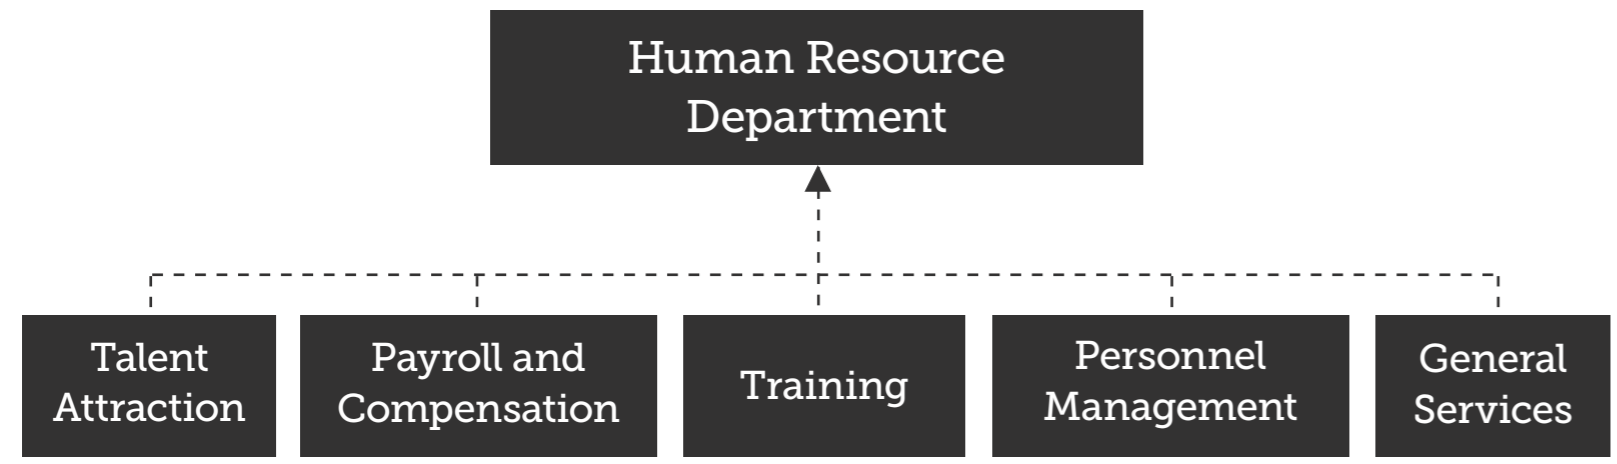 Human Resource
Department
Talent
Attraction
Payroll and
Compensation
Training
Personnel
Management
General
Services